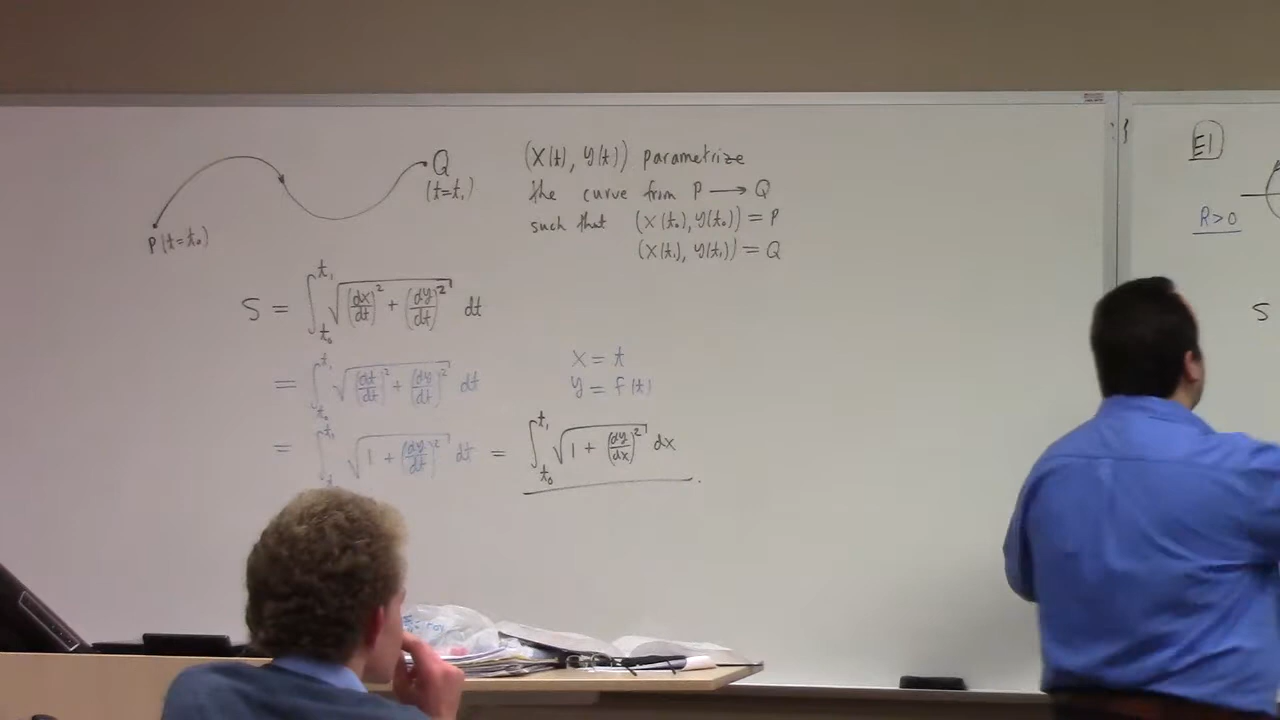 Q
(t=t₁)
P (t=t₀)
(x(t), y(t)) parametrize
the curve from P ⟶ Q
such that (x(t₀), y(t₀)) = P
(x(t₁), y(t₁)) = Q
S = ∫_{t₀}^{t₁} √((dx/dt)² + (dy/dt)²) dt
= ∫_{t₀}^{t₁} √((dt/dt)² + (dy/dt)²) dt
x = t
y = f(t)
= ∫^{t₁} √(1 + (dy/dt)²) dt = ∫_{t₀}^{t₁} √(1 + (dy/dx)²) dx
E1
R>0
S